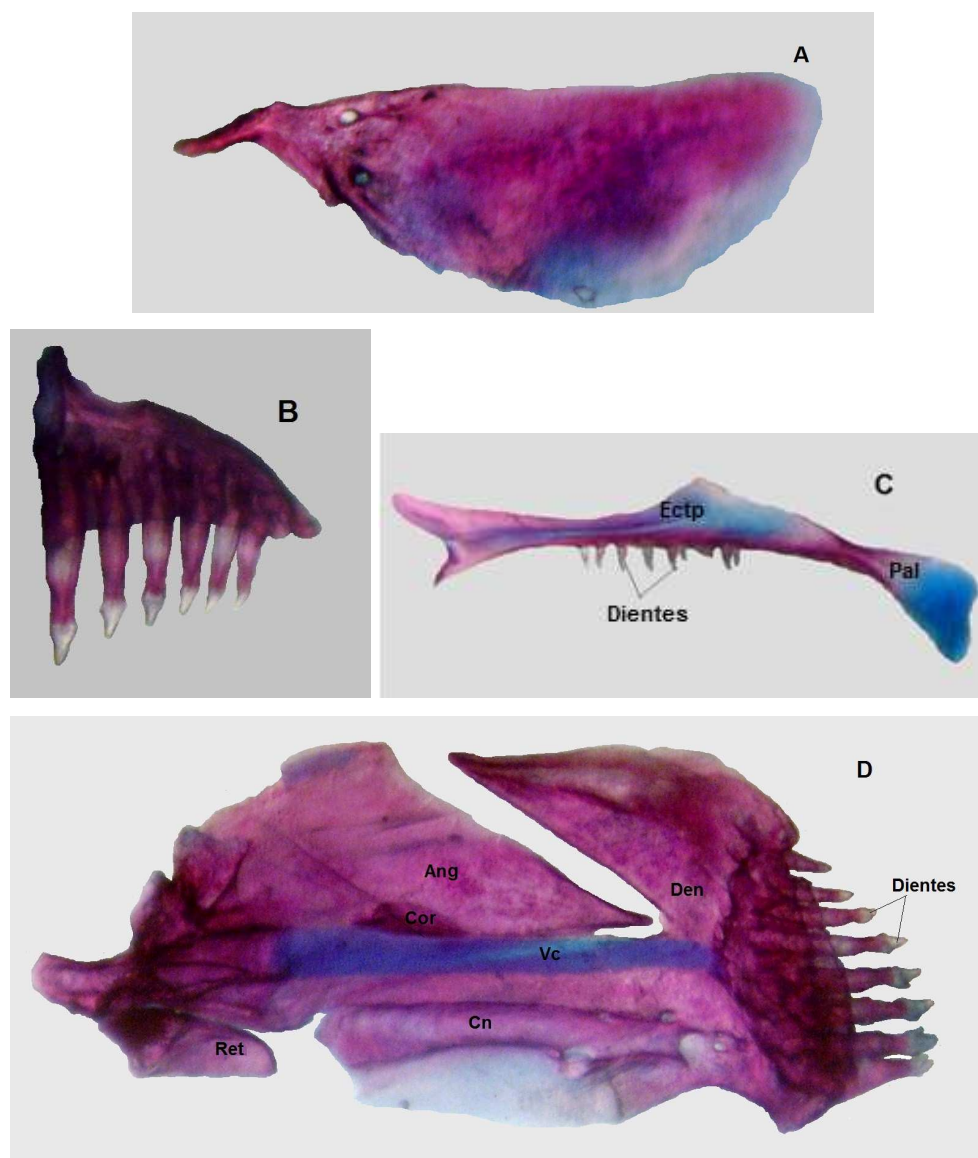 A
B
C
Ectp
Pal
Dientes
D
Ang
Den
Dientes
Cor
Vc
Cn
Ret